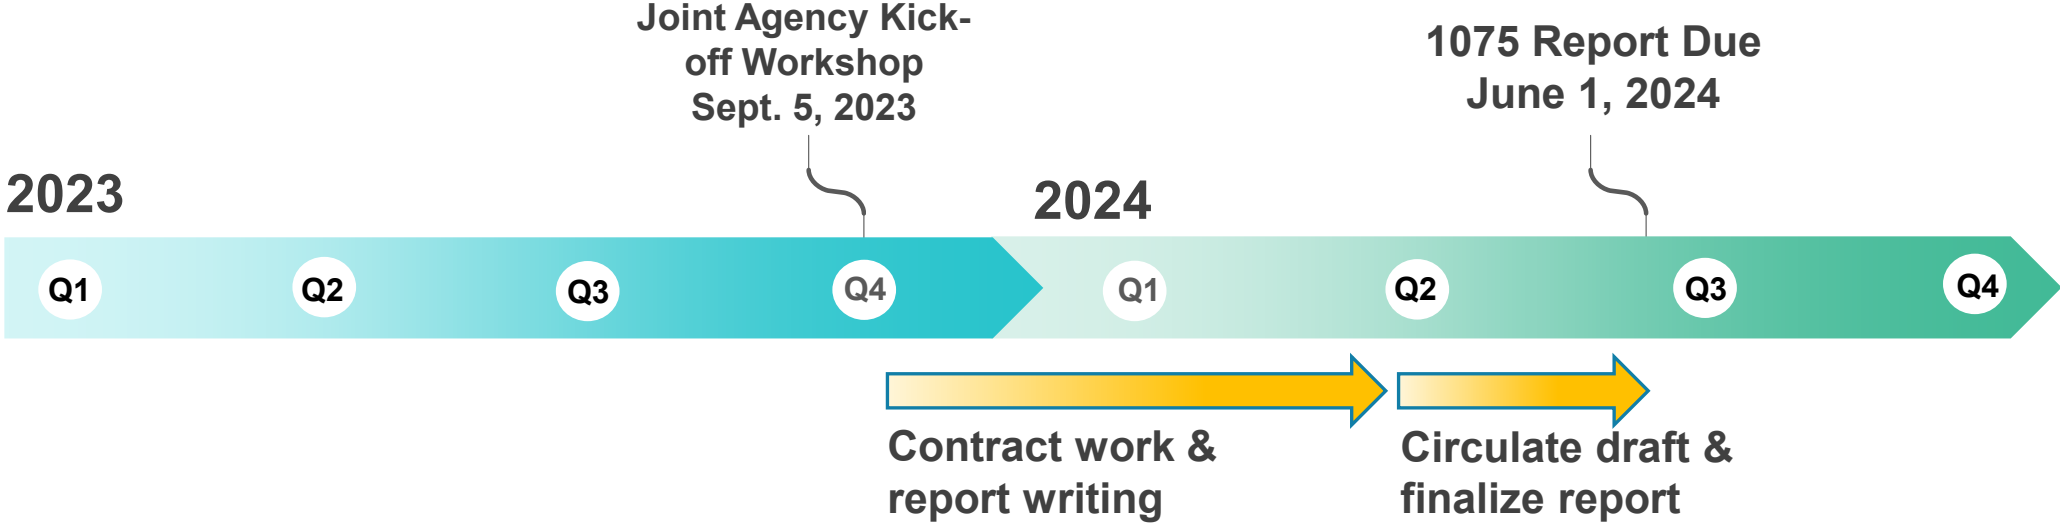 Joint Agency Kick-
off Workshop
Sept. 5, 2023
1075 Report Due
June 1, 2024
2023
2024
Q1
Q2
Q3
Q4
Q1
Q2
Q3
Q4
Contract work &
report writing
Circulate draft &
finalize report